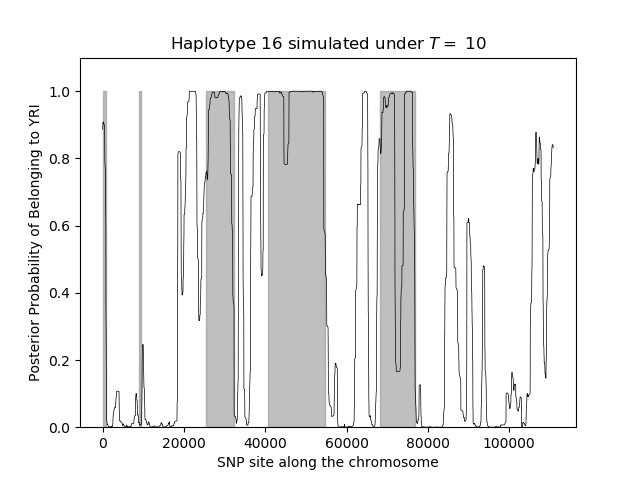 Haplotype 16 simulated under T = 10
Posterior Probability of Belonging to YRI
1.0
0.8
0.6
0.4
0.2
0.0
0 20000 40000 60000 80000 100000
SNP site along the chromosome